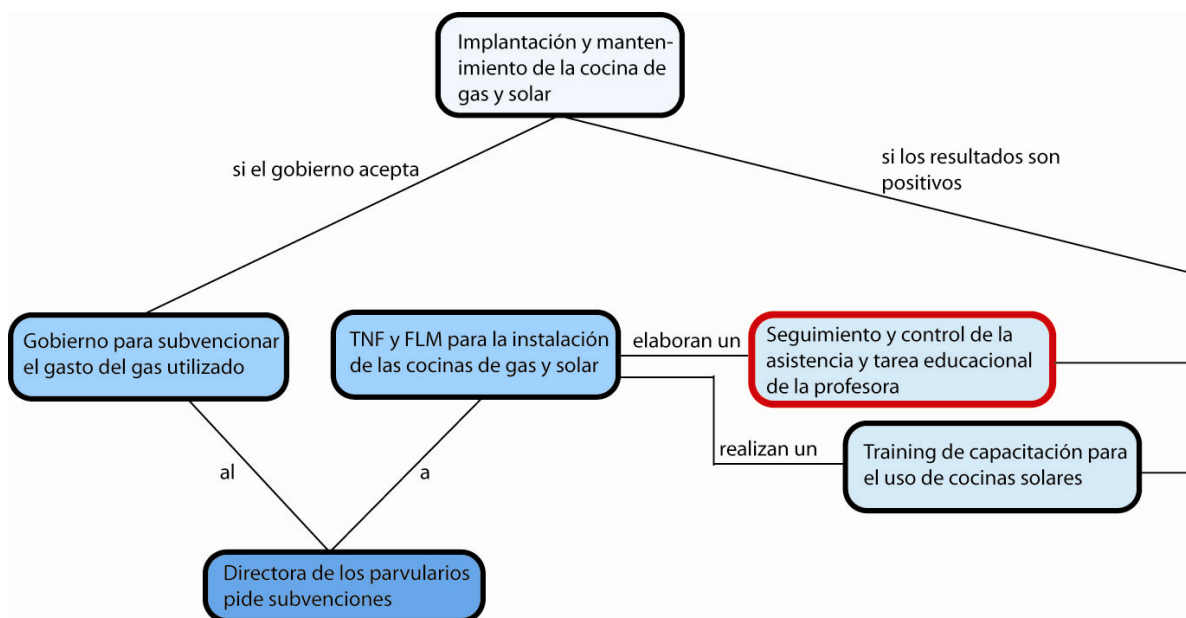 Implantación y manten-
imiento de la cocina de
gas y solar
si el gobierno acepta
si los resultados son
positivos
Gobierno para subvencionar
el gasto del gas utilizado
TNF y FLM para la instalación
de las cocinas de gas y solar
elaboran un
Seguimiento y control de la
asistencia y tarea educacional
de la profesora
realizan un
Training de capacitación para
el uso de cocinas solares
al
a
Directora de los parvularios
pide subvenciones